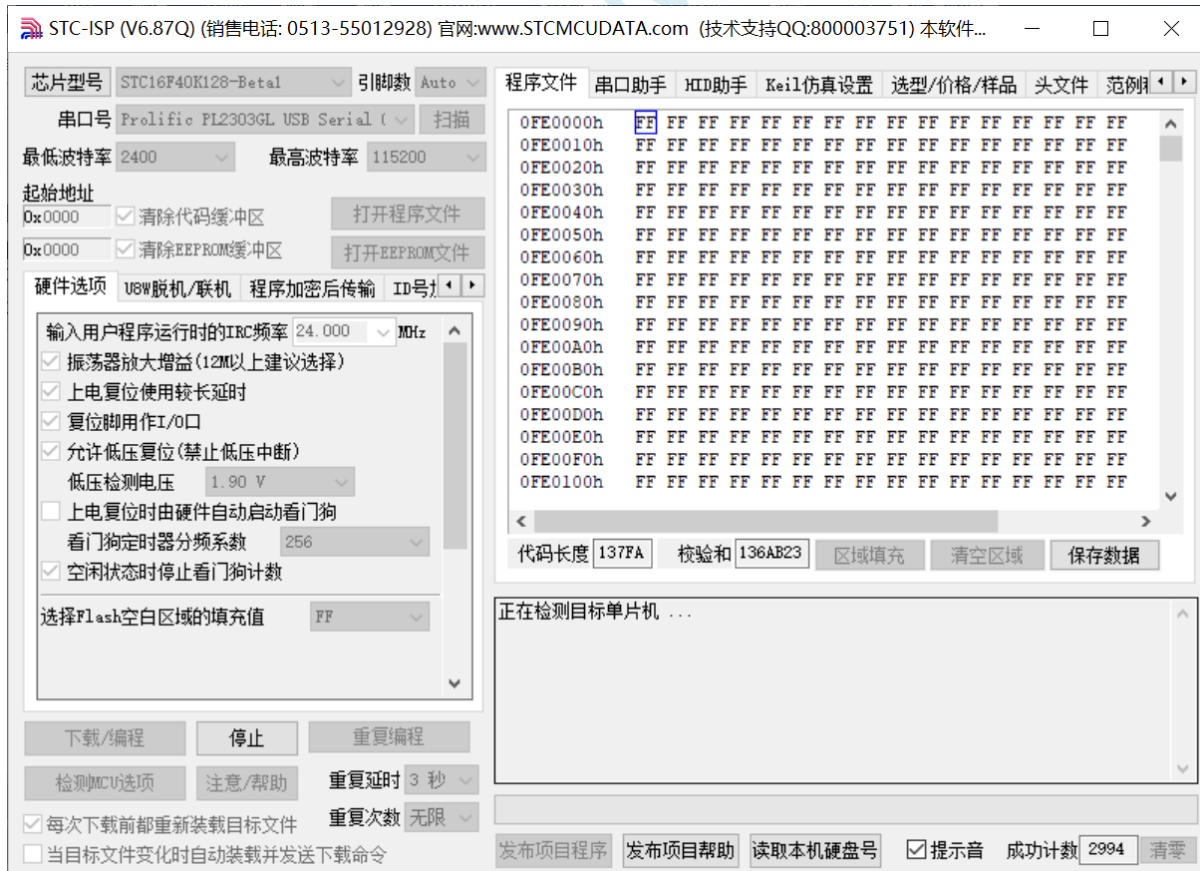 STC-ISP (V6.87Q) (销售电话: 0513-55012928) 官网:www.STCMCUDATA.com (技术支持QQ:800003751) 本软件...
芯片型号 STC16F40K128-Beta1 引脚数 Auto
串口号 Prolific PL2303GL USB Serial ( 扫描
最低波特率 2400 最高波特率 115200
起始地址
0x0000 清除代码缓冲区 打开程序文件
0x0000 清除EEPROM缓冲区 打开EEPROM文件
硬件选项 U8W脱机/联机 程序加密后传输 ID号
输入用户程序运行时的IRC频率 24.000 MHz
振荡器放大增益(12M以上建议选择)
上电复位使用较长延时
复位脚用作I/O口
允许低压复位(禁止低压中断)
低压检测电压 1.90 V
上电复位时由硬件自动启动看门狗
看门狗定时器分频系数 256
空闲状态时停止看门狗计数
选择Flash空白区域的填充值 FF
下载/编程 停止 重复编程
检测MCU选项 注意/帮助 重复延时 3 秒
重复次数 无限
每次下载前都重新装载目标文件
当目标文件变化时自动装载并发送下载命令
程序文件 串口助手 HID助手 Keil仿真设置 选型/价格/样品 头文件 范例
0FE0000h FF FF FF FF FF FF FF FF FF FF FF FF FF FF FF FF
0FE0010h FF FF FF FF FF FF FF FF FF FF FF FF FF FF FF FF
0FE0020h FF FF FF FF FF FF FF FF FF FF FF FF FF FF FF FF
0FE0030h FF FF FF FF FF FF FF FF FF FF FF FF FF FF FF FF
0FE0040h FF FF FF FF FF FF FF FF FF FF FF FF FF FF FF FF
0FE0050h FF FF FF FF FF FF FF FF FF FF FF FF FF FF FF FF
0FE0060h FF FF FF FF FF FF FF FF FF FF FF FF FF FF FF FF
0FE0070h FF FF FF FF FF FF FF FF FF FF FF FF FF FF FF FF
0FE0080h FF FF FF FF FF FF FF FF FF FF FF FF FF FF FF FF
0FE0090h FF FF FF FF FF FF FF FF FF FF FF FF FF FF FF FF
0FE00A0h FF FF FF FF FF FF FF FF FF FF FF FF FF FF FF FF
0FE00B0h FF FF FF FF FF FF FF FF FF FF FF FF FF FF FF FF
0FE00C0h FF FF FF FF FF FF FF FF FF FF FF FF FF FF FF FF
0FE00D0h FF FF FF FF FF FF FF FF FF FF FF FF FF FF FF FF
0FE00E0h FF FF FF FF FF FF FF FF FF FF FF FF FF FF FF FF
0FE00F0h FF FF FF FF FF FF FF FF FF FF FF FF FF FF FF FF
0FE0100h FF FF FF FF FF FF FF FF FF FF FF FF FF FF FF FF
代码长度 137FA 校验和 136AB23 区域填充 清空区域 保存数据
正在检测目标单片机 ...
发布项目程序 发布项目帮助 读取本机硬盘号 提示音 成功计数 2994 清零